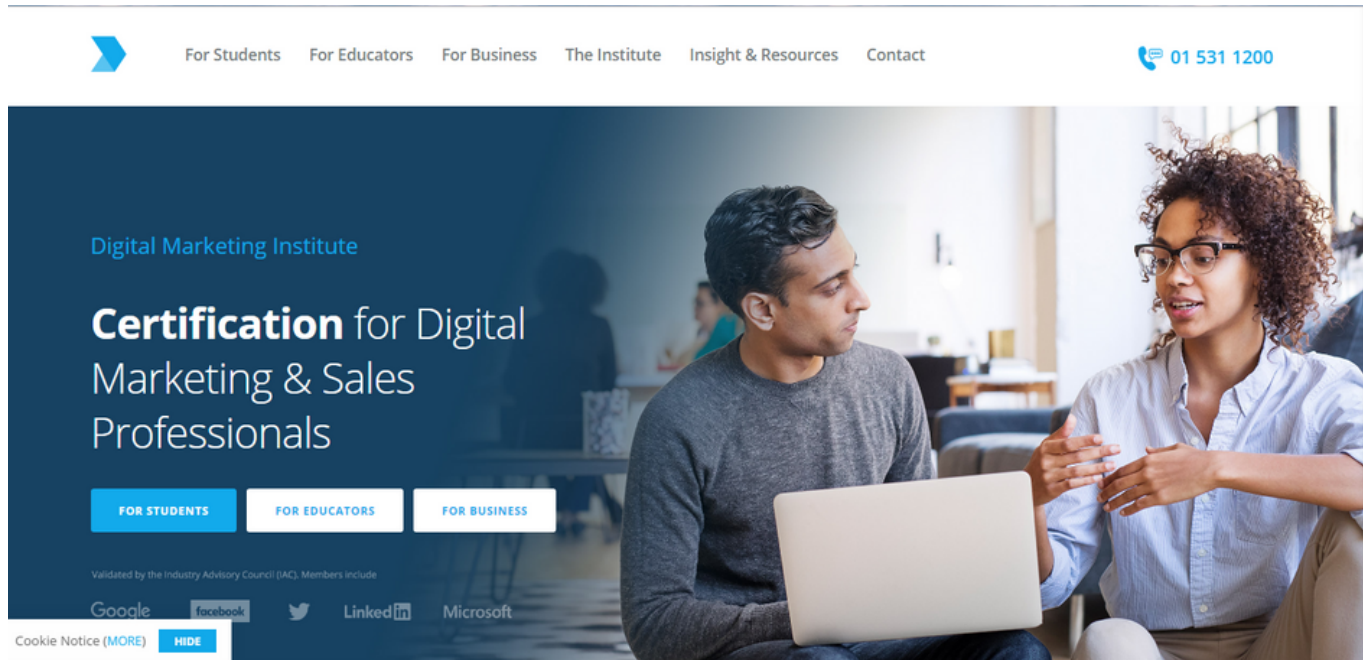 For Students For Educators For Business The Institute Insight & Resources Contact 01 531 1200
Digital Marketing Institute
Certification for Digital
Marketing & Sales
Professionals
FOR STUDENTS FOR EDUCATORS FOR BUSINESS
Validated by the Industry Advisory Council (IAC). Members include
Google facebook Linkedin Microsoft
Cookie Notice (MORE) HIDE